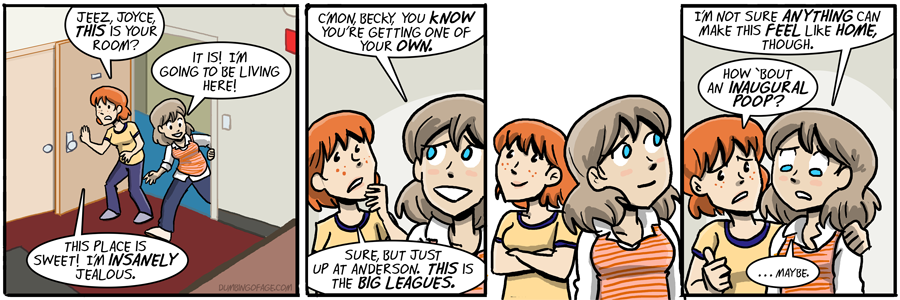 JEEZ, JOYCE,
THIS IS YOUR
ROOM?
IT IS! I'M
GOING TO BE LIVING
HERE!
THIS PLACE IS
SWEET! I'M INSANELY
JEALOUS.
DUMBINGOFAGE.COM
C'MON, BECKY, YOU KNOW
YOU'RE GETTING ONE OF
YOUR OWN.
SURE, BUT JUST
UP AT ANDERSON. THIS IS
THE BIG LEAGUES.
I'M NOT SURE ANYTHING CAN
MAKE THIS FEEL LIKE HOME,
THOUGH.
HOW 'BOUT
AN INAUGURAL
POOP?
...MAYBE.